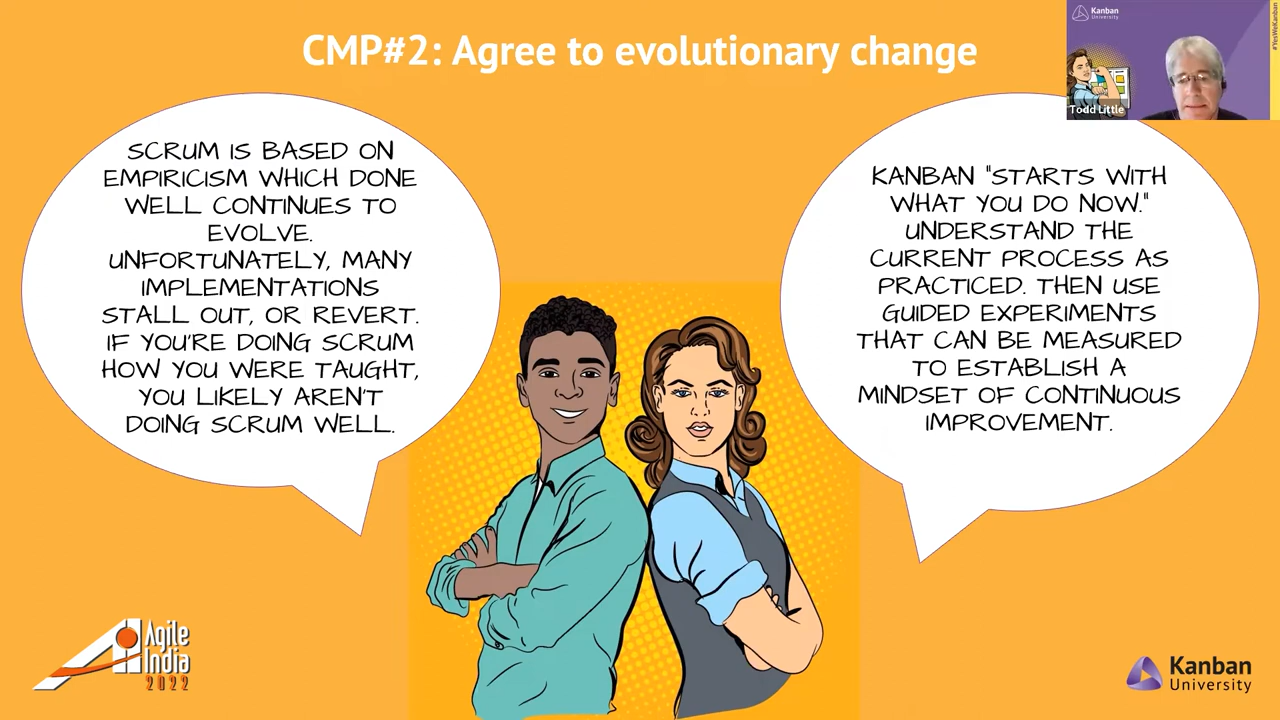 CMP#2: Agree to evolutionary change
Kanban
University
#YesWeKanban
Todd Little
SCRUM IS BASED ON
EMPIRICISM WHICH DONE
WELL CONTINUES TO
EVOLVE.
UNFORTUNATELY, MANY
IMPLEMENTATIONS
STALL OUT, OR REVERT.
IF YOU'RE DOING SCRUM
HOW YOU WERE TAUGHT,
YOU LIKELY AREN'T
DOING SCRUM WELL.
KANBAN "STARTS WITH
WHAT YOU DO NOW."
UNDERSTAND THE
CURRENT PROCESS AS
PRACTICED. THEN USE
GUIDED EXPERIMENTS
THAT CAN BE MEASURED
TO ESTABLISH A
MINDSET OF CONTINUOUS
IMPROVEMENT.
Agile
India
2022
Kanban
University